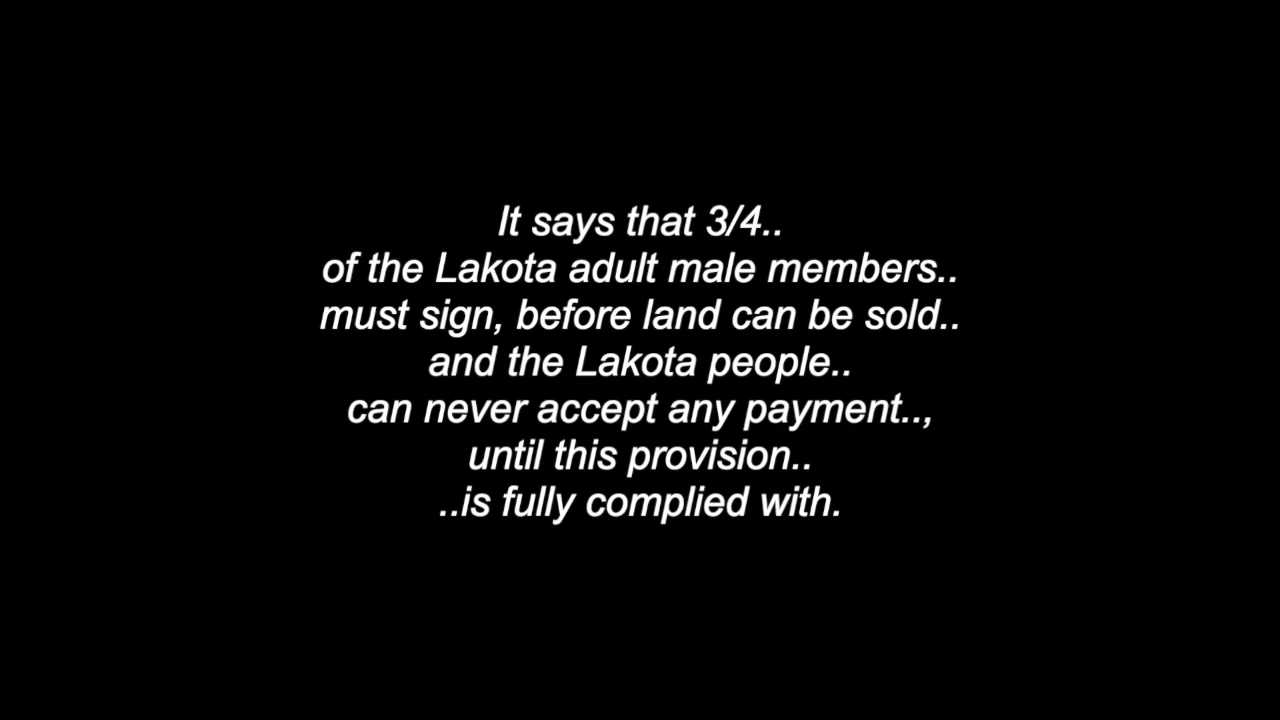 It says that 3/4..
of the Lakota adult male members..
must sign, before land can be sold..
and the Lakota people..
can never accept any payment..,
until this provision..
..is fully complied with.